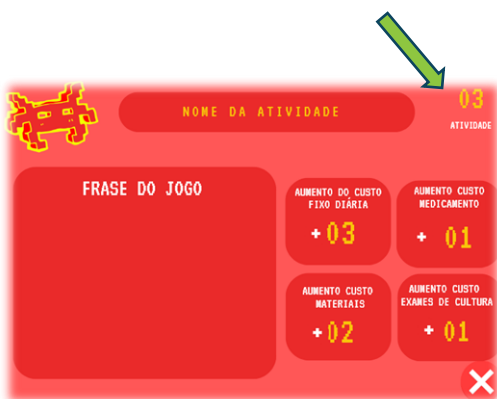 NOME DA ATIVIDADE
03
ATIVIDADE
FRASE DO JOGO
AUMENTO DO CUSTO
FIXO DIÁRIA
+03
AUMENTO CUSTO
MEDICAMENTO
+ 01
AUMENTO CUSTO
MATERIAIS
+02
AUMENTO CUSTO
EXAMES DE CULTURA
+ 01